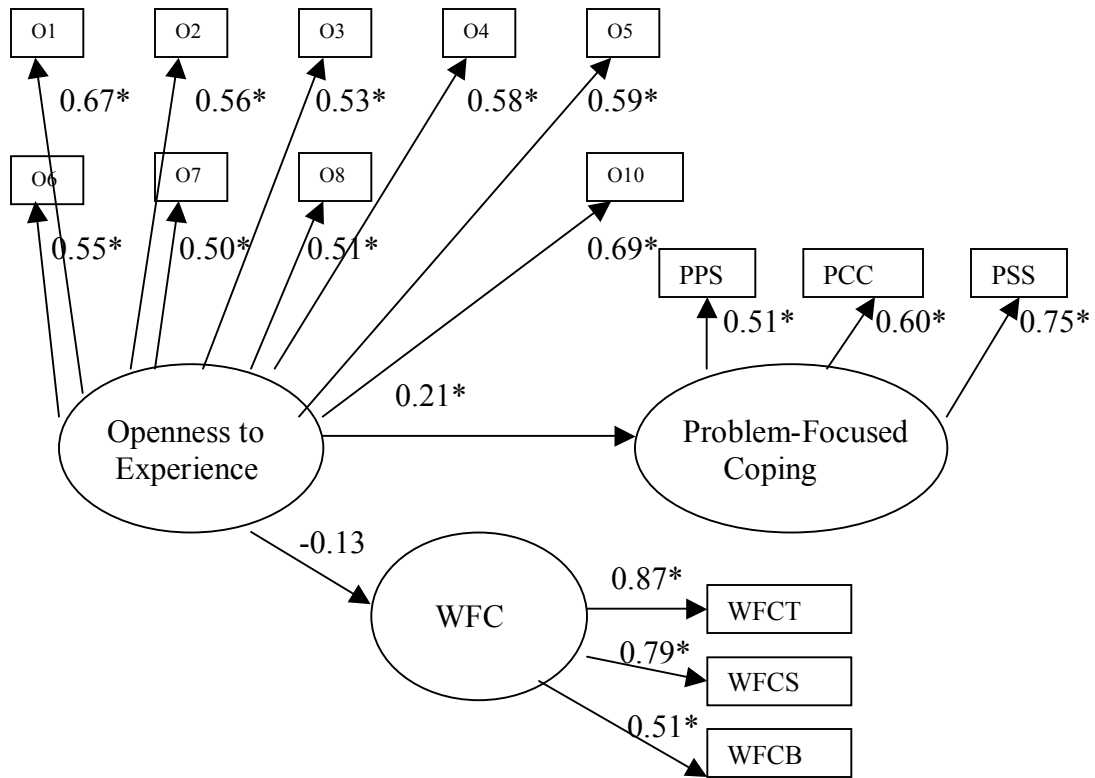 O1 O2 O3 O4 O5
0.67* 0.56* 0.53* 0.58* 0.59*
O6 O7 O8 O10
0.55* 0.50* 0.51* 0.69*
PPS PCC PSS
0.51* 0.60* 0.75*
0.21*
Openness to
Experience
Problem-Focused
Coping
-0.13
WFC
0.87*
WFCT
0.79*
WFCS
0.51*
WFCB